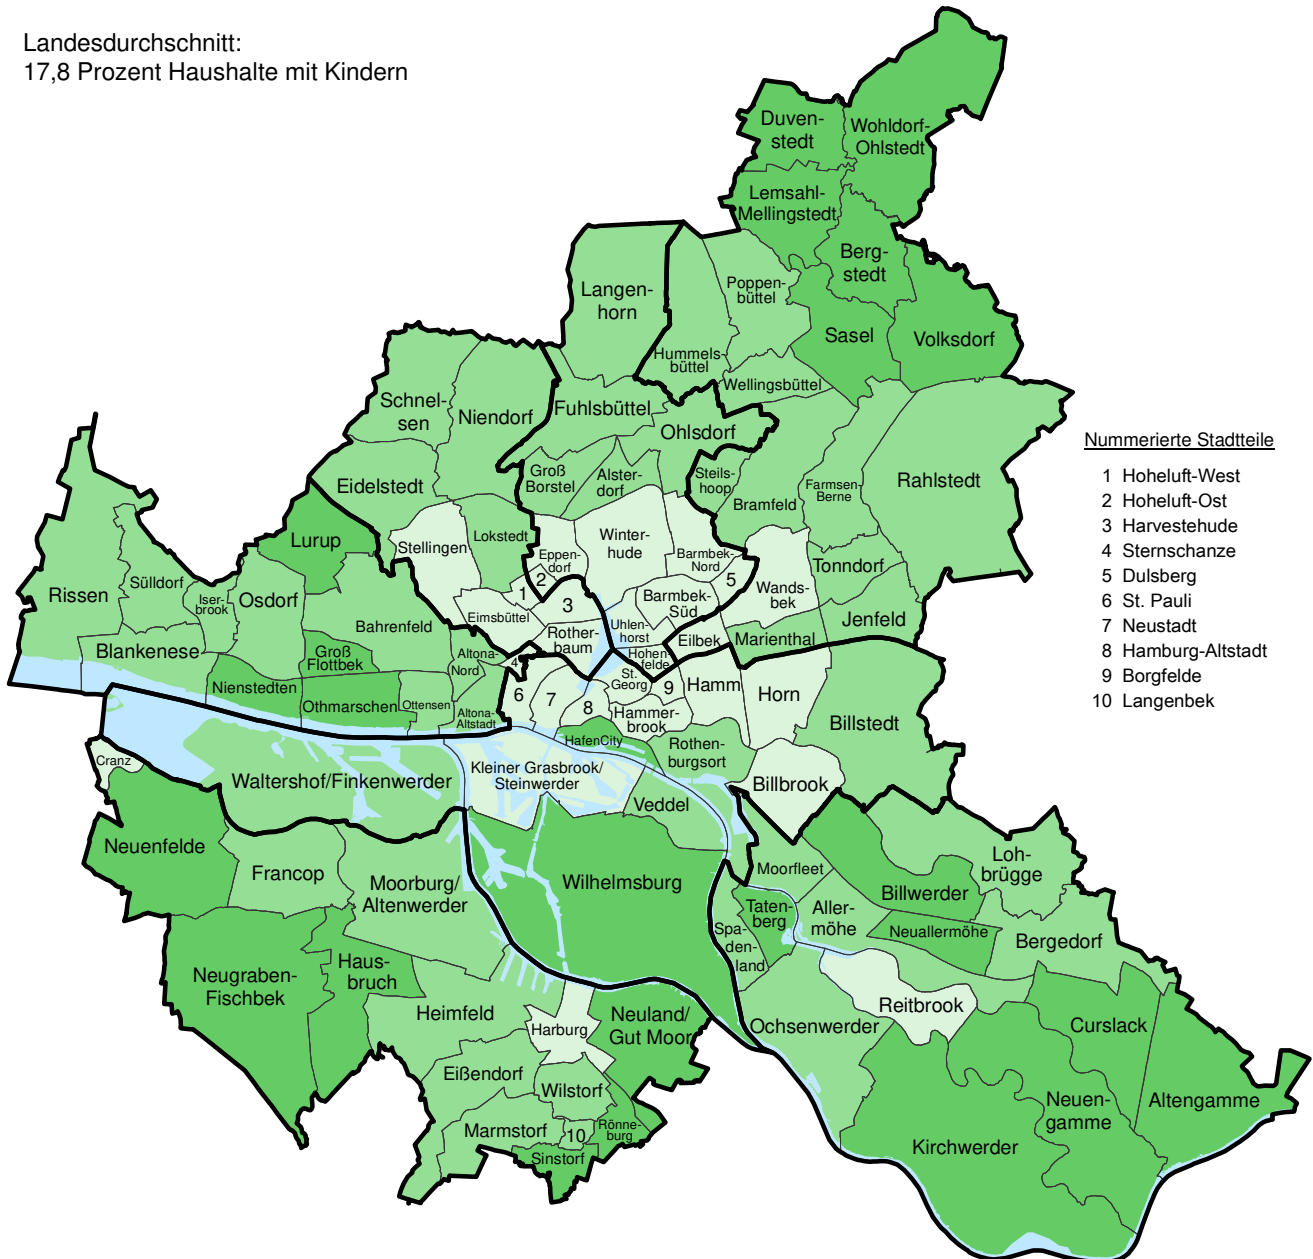 Landesdurchschnitt:
17,8 Prozent Haushalte mit Kindern
Duven-
stedt
Wohldorf-
Ohlstedt
Lemsahl-
Mellingstedt
Berg-
stedt
Poppen-
büttel
Langen-
horn
Sasel
Volksdorf
Hummels-
büttel
Wellingsbüttel
Schnel-
sen
Niendorf
Fuhlsbüttel
Ohlsdorf
Nummerierte Stadtteile
1 Hoheluft-West
2 Hoheluft-Ost
3 Harvestehude
4 Sternschanze
5 Dulsberg
6 St. Pauli
7 Neustadt
8 Hamburg-Altstadt
9 Borgfelde
10 Langenbek
Eidelstedt
Groß
Borstel
Alster-
dorf
Steils-
hoop
Bramfeld
Farmsen-
Berne
Rahlstedt
Lurup
Stellingen
Lokstedt
Eppen-
dorf
Winter-
hude
Barmbek-
Nord
Tonndorf
Wands-
bek
Rissen
Sülldorf
Iser-
brook
Osdorf
Bahrenfeld
Eimsbüttel
1
2
3
5
Barmbek-
Süd
Uhlen-
horst
Jenfeld
Marienthal
Eilbek
Rother-
baum
Hohen-
felde
Blankenese
Groß
Flottbek
Altona-
Nord
4
St.
Georg
9
Hamm
Horn
Nienstedten
Othmarschen
Ottensen
Altona-
Altstadt
6
7
8
Hammer-
brook
Billstedt
HafenCity
Rothen-
burgsort
Cranz
Waltershof/Finkenwerder
Kleiner Grasbrook/
Steinwerder
Veddel
Billbrook
Neuenfelde
Francop
Moorburg/
Altenwerder
Wilhelmsburg
Moorfleet
Loh-
brügge
Billwerder
Taten-
berg
Aller-
möhe
Neuallermöhe
Bergedorf
Spa-
den-
land
Neugraben-
Fischbek
Haus-
bruch
Heimfeld
Harburg
Neuland/
Gut Moor
Ochsenwerder
Reitbrook
Curslack
Eißendorf
Wilstorf
Neuen-
gamme
Altengamme
Marmstorf
10
Rönne-
burg
Sinstorf
Kirchwerder